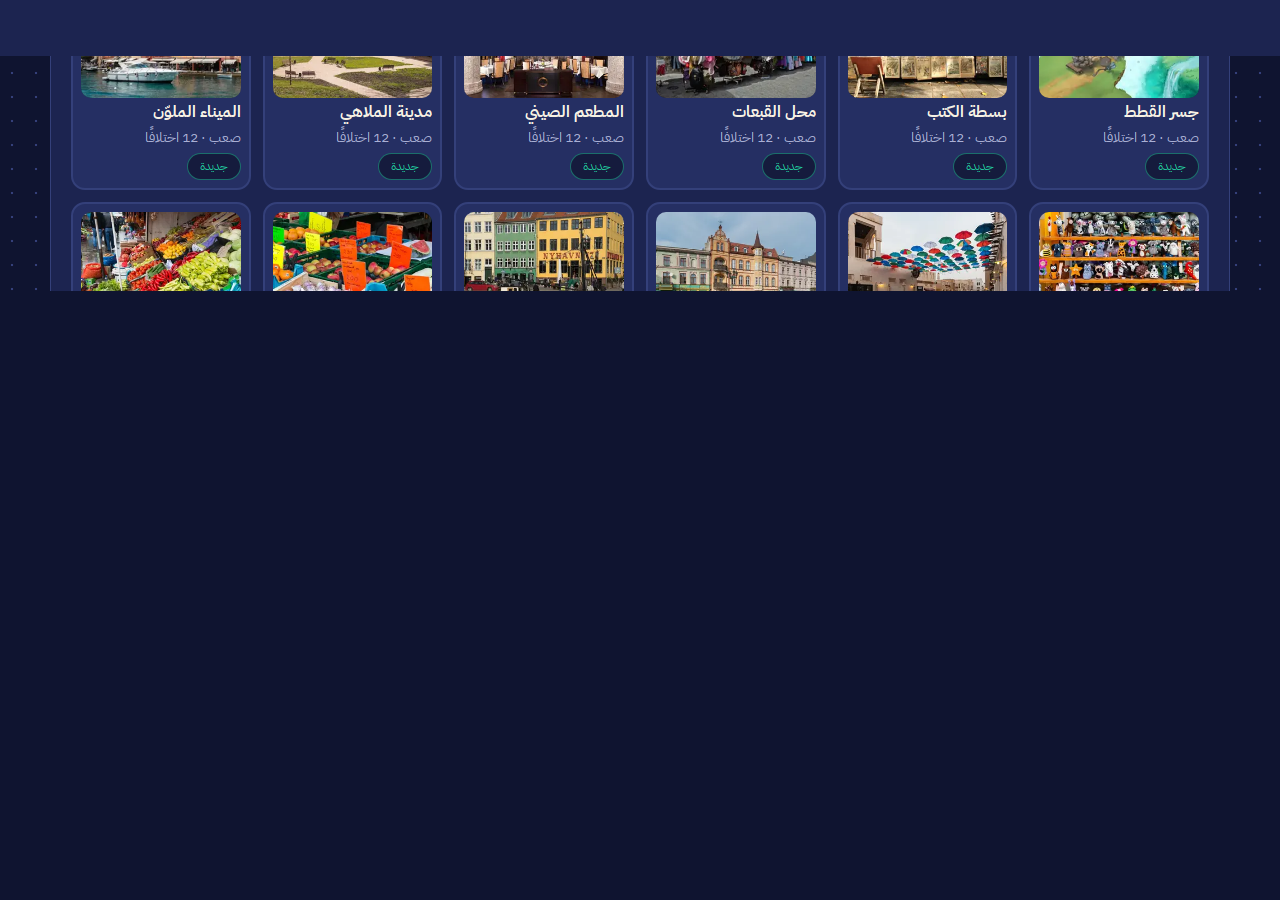 جسر القطط
صعب · 12 اختلافًا
جديدة
بسطة الكتب
صعب · 12 اختلافًا
جديدة
محل القبعات
صعب · 12 اختلافًا
جديدة
المطعم الصيني
صعب · 12 اختلافًا
جديدة
مدينة الملاهي
صعب · 12 اختلافًا
جديدة
الميناء الملوّن
صعب · 12 اختلافًا
جديدة